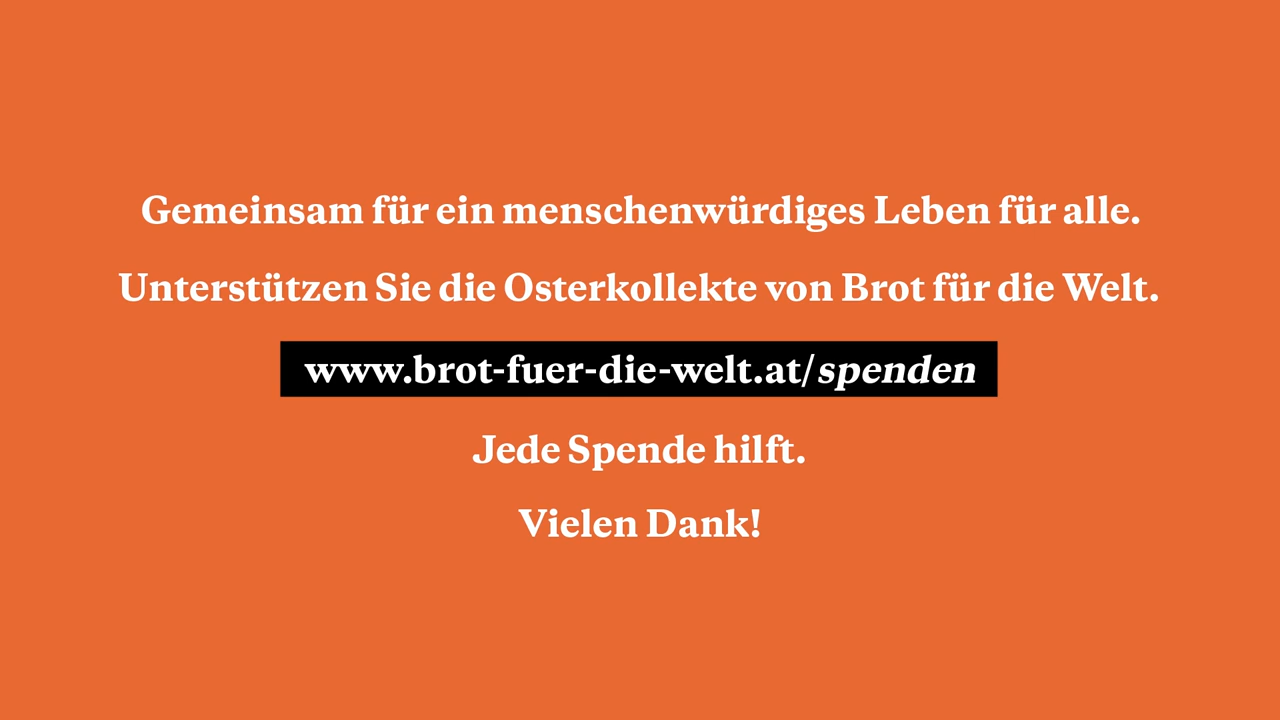 Gemeinsam für ein menschenwürdiges Leben für alle.
Unterstützen Sie die Osterkollekte von Brot für die Welt.
www.brot-fuer-die-welt.at/spenden
Jede Spende hilft.
Vielen Dank!